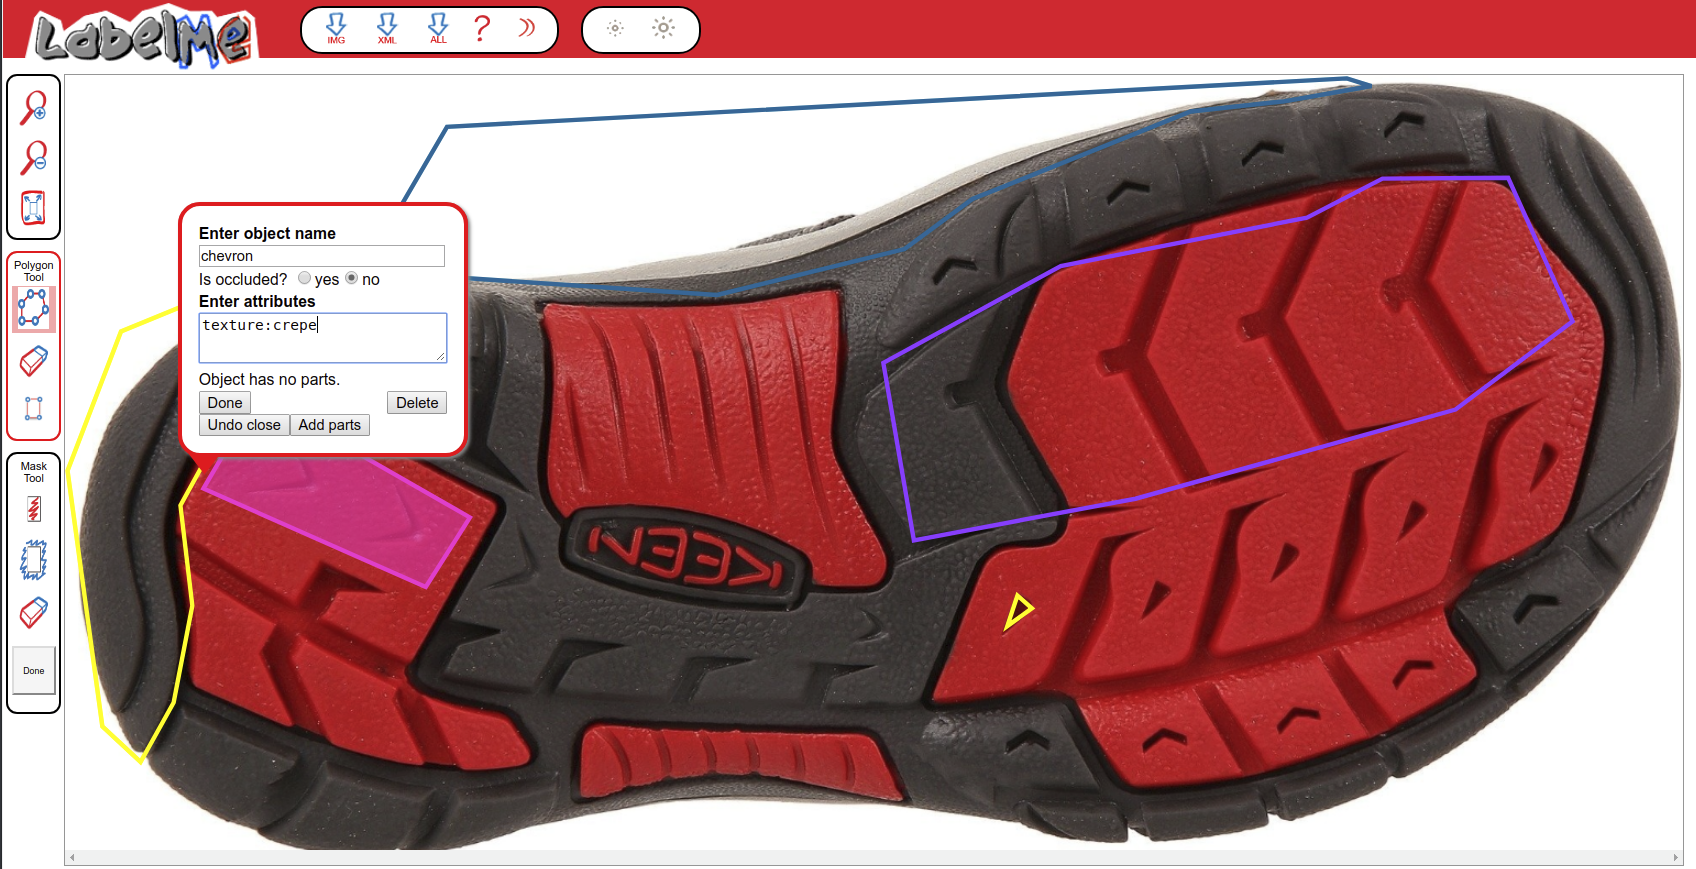 LabelMe
IMG
XML
ALL
?
Polygon
Tool
Mask
Tool
Done
Enter object name
chevron
Is occluded? yes no
Enter attributes
texture:crepe
Object has no parts.
Done Delete
Undo close Add parts
KEEN